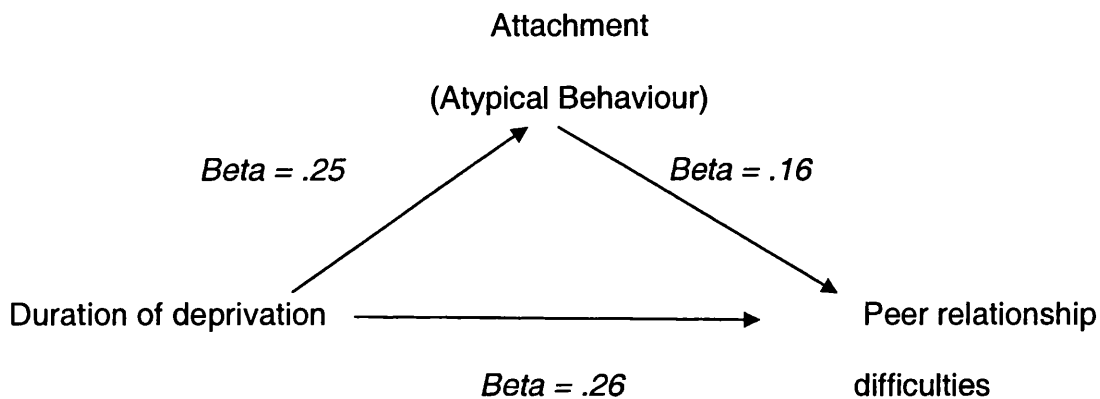 Attachment
(Atypical Behaviour)
Beta = .25
Beta = .16
Duration of deprivation
Peer relationship
difficulties
Beta = .26